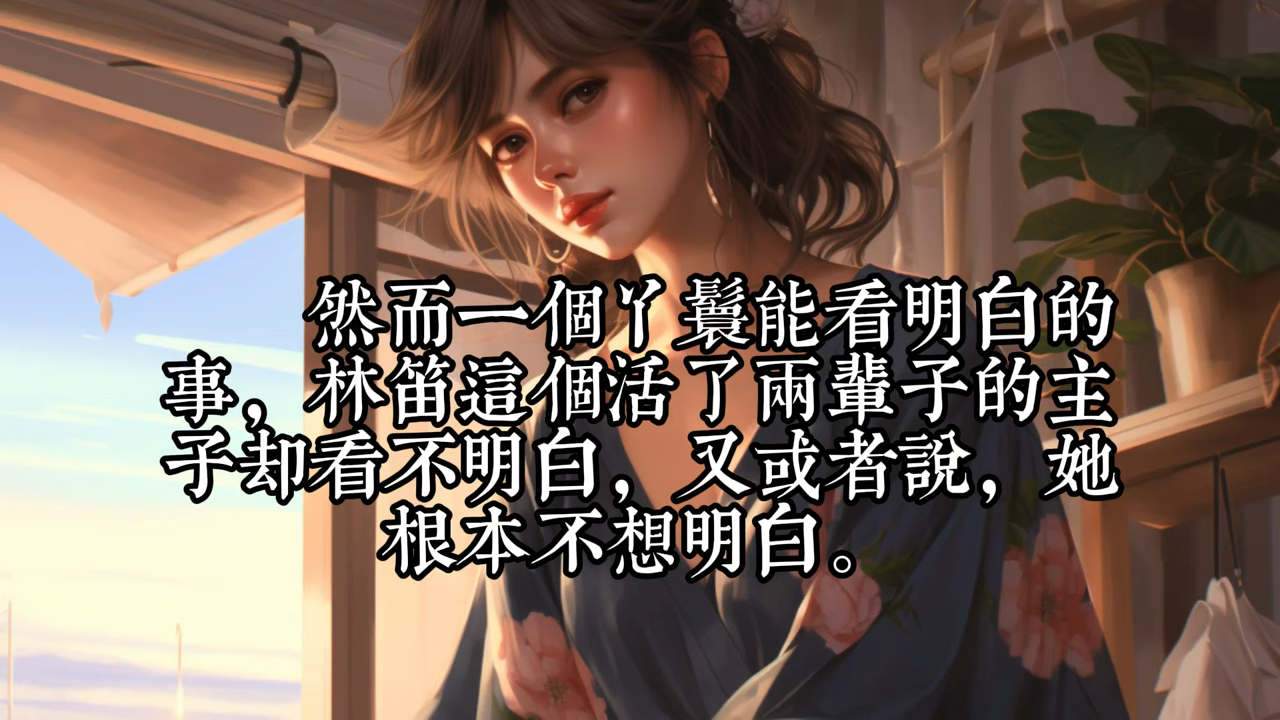 然而一個丫鬟能看明白的
事，林笛這個活了兩輩子的主
子却看不明白，又或者說，她
根本不想明白。